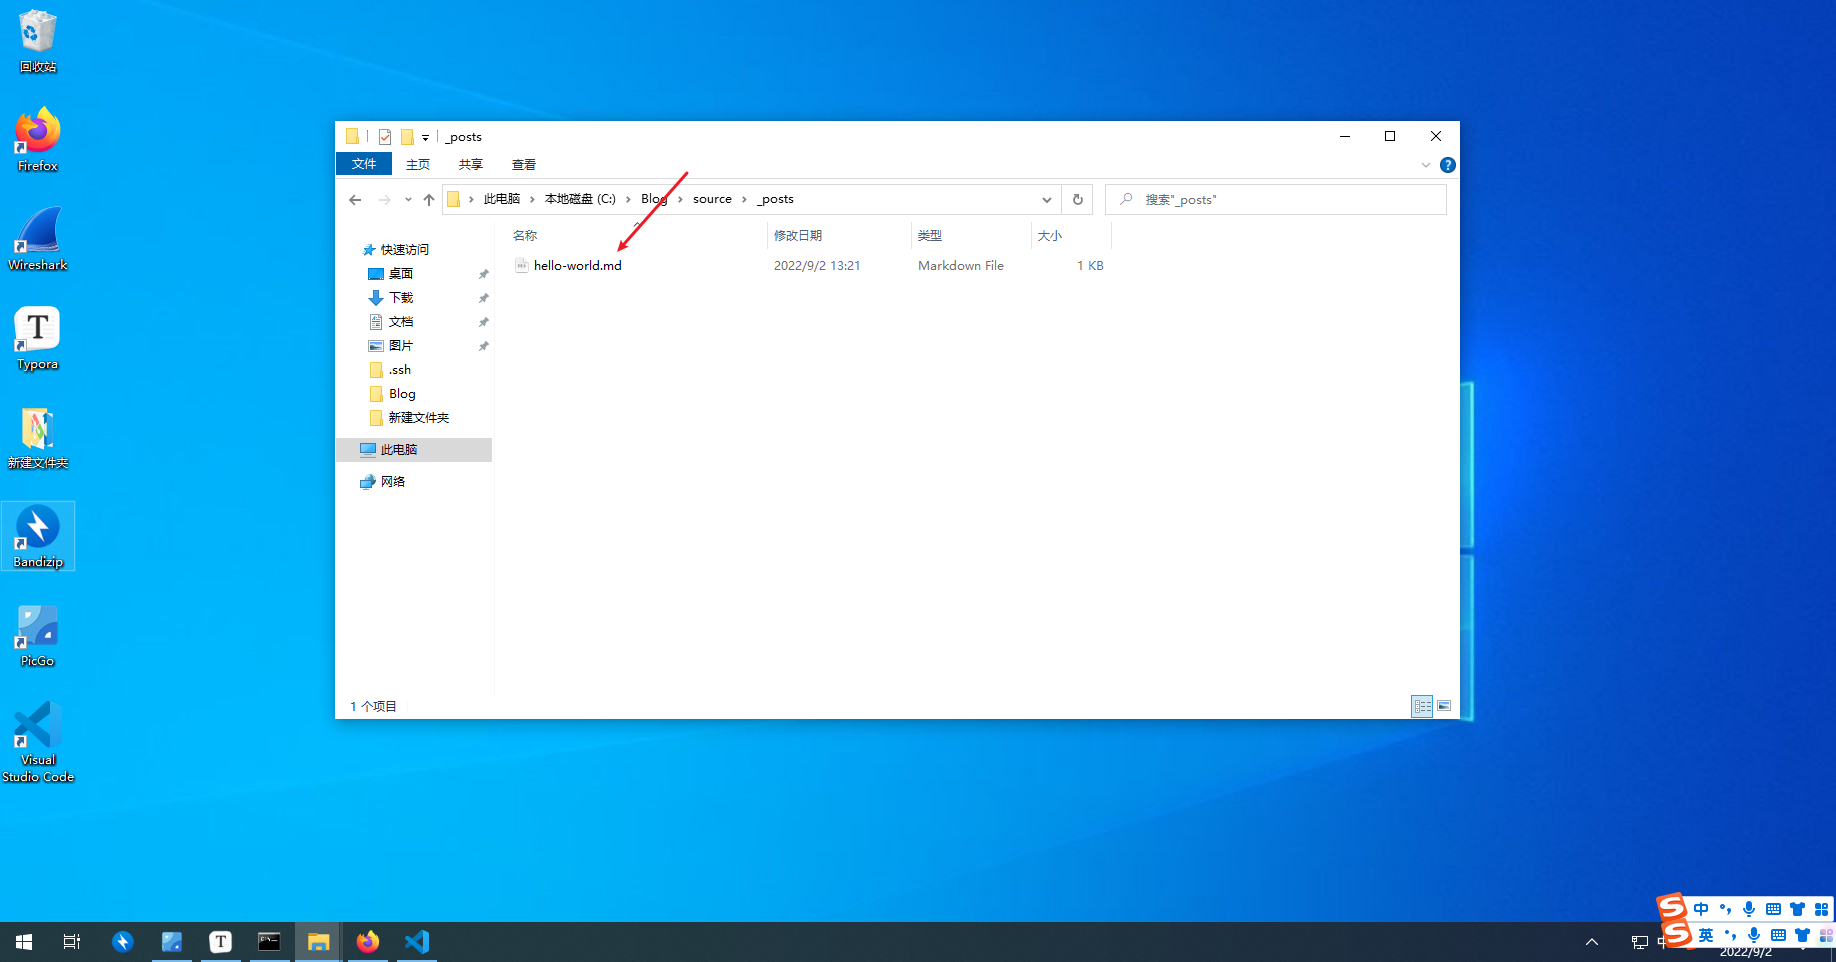 回收站
Firefox
Wireshark
Typora
新建文件夹
Bandizip
PicGo
Visual
Studio Code
_posts
文件 主页 共享 查看
此电脑 本地磁盘 (C:) Blog source _posts
搜索"_posts"
名称 修改日期 类型 大小
hello-world.md 2022/9/2 13:21 Markdown File 1 KB
快速访问
桌面
下载
文档
图片
.ssh
Blog
新建文件夹
此电脑
网络
1 个项目
中
英
中
2022/9/2